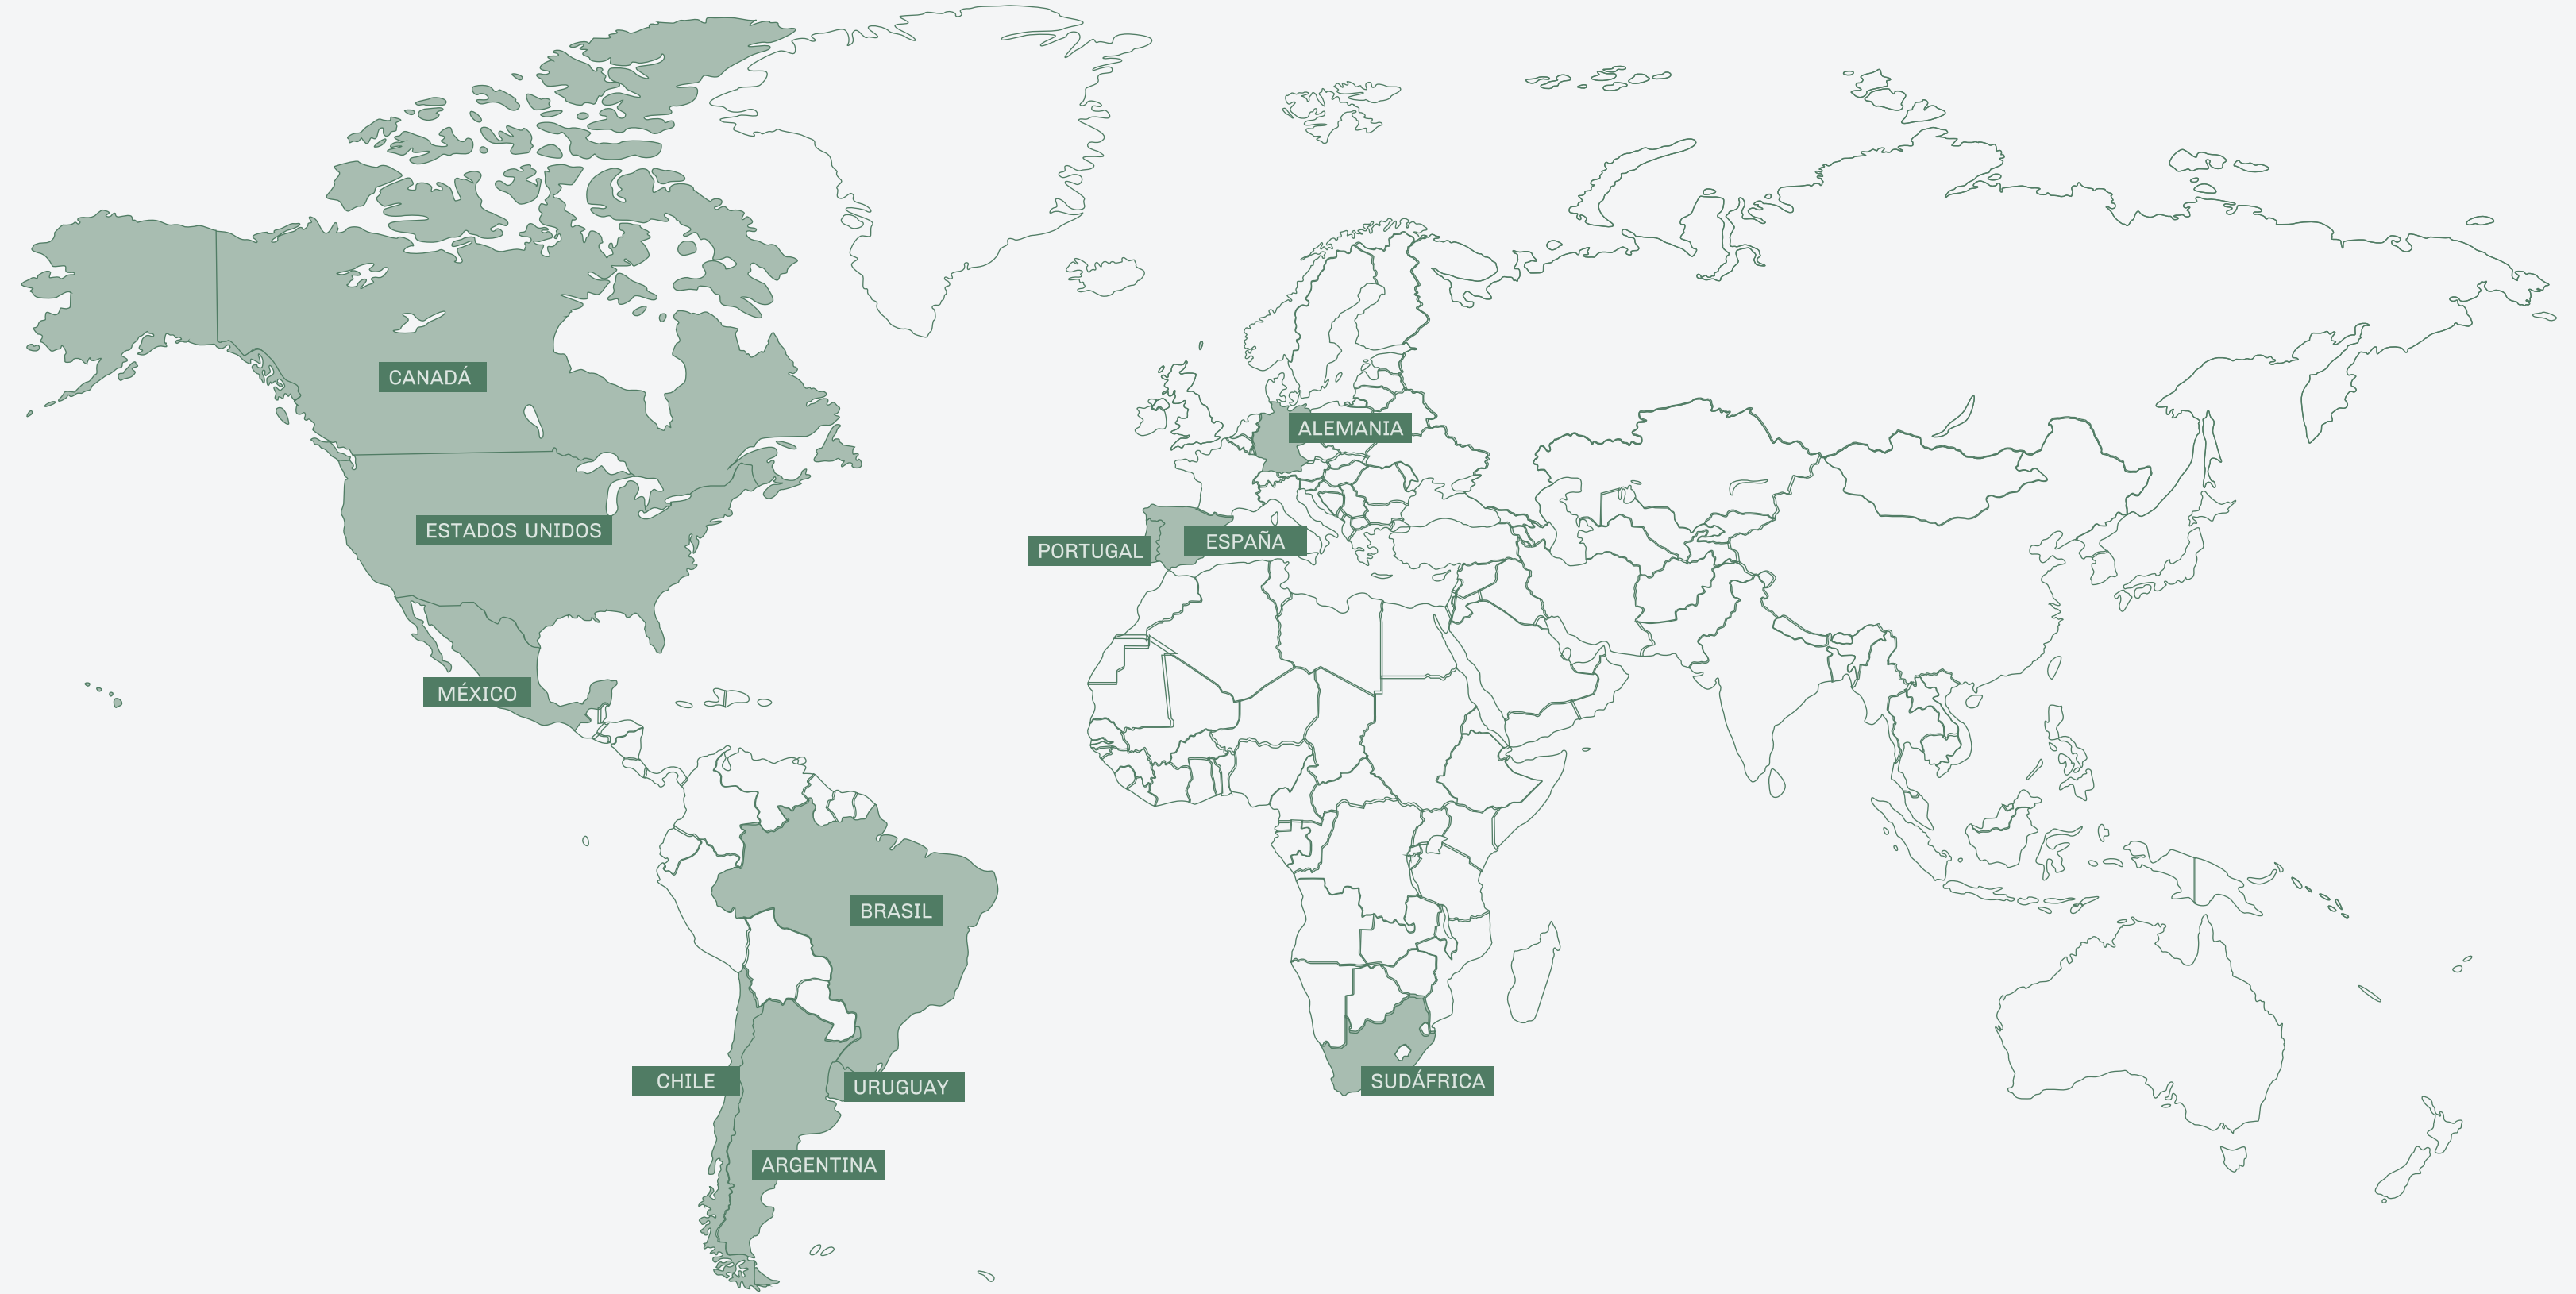 CANADÁ
ALEMANIA
ESTADOS UNIDOS
ESPAÑA
PORTUGAL
MÉXICO
BRASIL
CHILE
URUGUAY
SUDÁFRICA
ARGENTINA